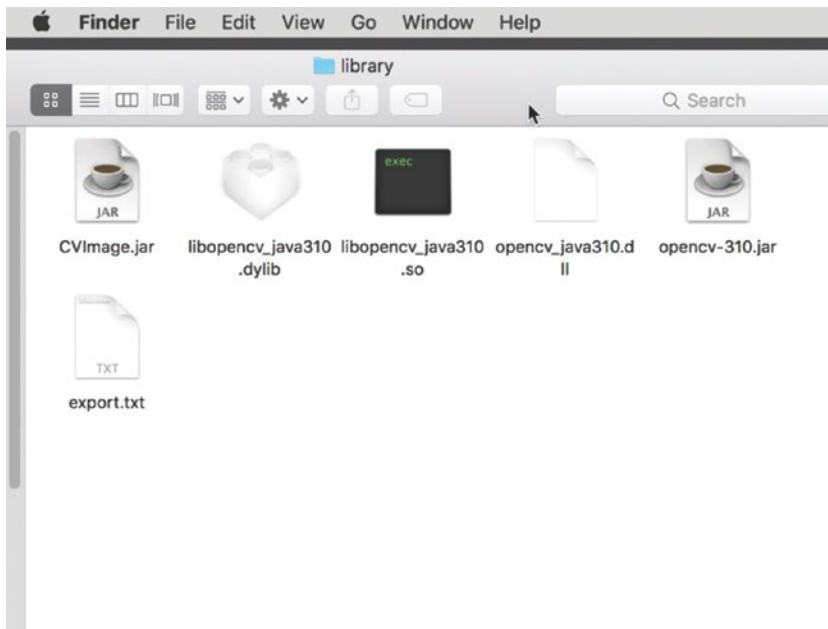 Finder File Edit View Go Window Help
library
Search
JAR
exec
JAR
CVImage.jar
libopencv_java310
.dylib
libopencv_java310
.so
opencv_java310.d
ll
opencv-310.jar
TXT
export.txt